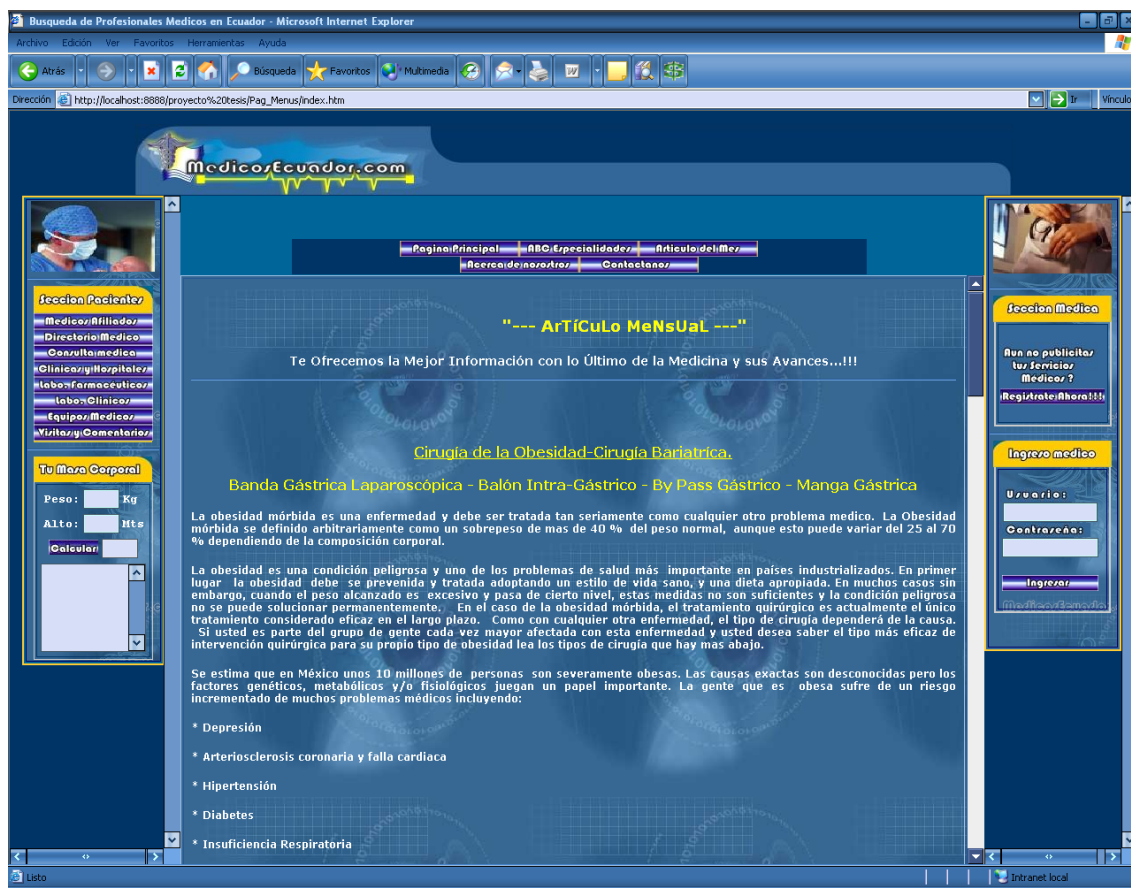 Busqueda de Profesionales Medicos en Ecuador - Microsoft Internet Explorer
Archivo Edición Ver Favoritos Herramientas Ayuda
Atrás Búsqueda Favoritos Multimedia
Dirección http://localhost:8888/proyecto%20tesis/Pag_Menus/index.htm Ir Vínculo
MedicosEcuador.com
Pagina Principal ABC Especialidades Articulo del Mes
Acerca de nosostros Contactanos
Seccion Pacientes
Medicos Afiliados
Directorio Medico
Consulta medica
Clinicas y Hospitales
Labo. Farmaceuticos
Labo. Clinicos
Equipos Medicos
Visitas y Comentarios
Tu Masa Corporal
Peso: Kg
Alto: Mts
Calcular
"--- ArTíCuLo MeNsUaL ---"
Te Ofrecemos la Mejor Información con lo Último de la Medicina y sus Avances...!!!
Cirugía de la Obesidad-Cirugía Bariatríca.
Banda Gástrica Laparoscópica - Balón Intra-Gástrico - By Pass Gástrico - Manga Gástrica
La obesidad mórbida es una enfermedad y debe ser tratada tan seriamente como cualquier otro problema medico. La Obesidad
mórbida se definido arbitrariamente como un sobrepeso de mas de 40 % del peso normal, aunque esto puede variar del 25 al 70
% dependiendo de la composición corporal.
La obesidad es una condición peligrosa y uno de los problemas de salud más importante en países industrializados. En primer
lugar la obesidad debe se prevenida y tratada adoptando un estilo de vida sano, y una dieta apropiada. En muchos casos sin
embargo, cuando el peso alcanzado es excesivo y pasa de cierto nivel, estas medidas no son suficientes y la condición peligrosa
no se puede solucionar permanentemente. En el caso de la obesidad mórbida, el tratamiento quirúrgico es actualmente el único
tratamiento considerado eficaz en el largo plazo. Como con cualquier otra enfermedad, el tipo de cirugía dependerá de la causa.
Si usted es parte del grupo de gente cada vez mayor afectada con esta enfermedad y usted desea saber el tipo más eficaz de
intervención quirúrgica para su propio tipo de obesidad lea los tipos de cirugía que hay mas abajo.
Se estima que en México unos 10 millones de personas son severamente obesas. Las causas exactas son desconocidas pero los
factores genéticos, metabólicos y/o fisiológicos juegan un papel importante. La gente que es obesa sufre de un riesgo
incrementado de muchos problemas médicos incluyendo:
* Depresión
* Arteriosclerosis coronaria y falla cardiaca
* Hipertensión
* Diabetes
* Insuficiencia Respiratoria
Seccion Medica
Aun no publicitas
tus Servicios
Medicos ?
Registrate Ahora!!!
Ingreso medico
Usuario:
Contraseña:
Ingresar
MedicosEcuador
Listo Intranet local